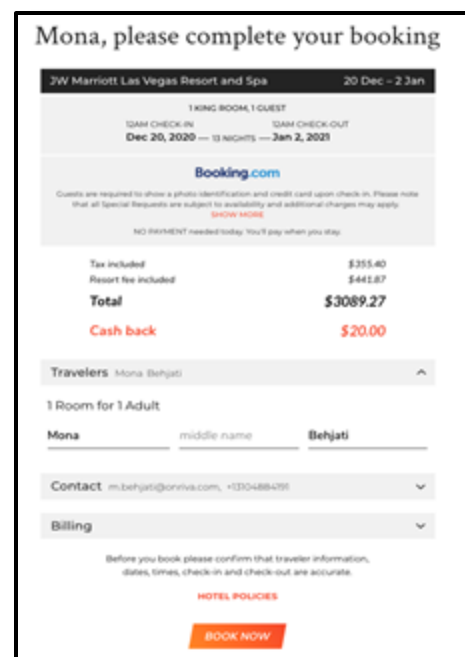 Mona, please complete your booking
JW Marriott Las Vegas Resort and Spa 20 Dec – 2 Jan
1 KING ROOM, 1 GUEST
12AM CHECK-IN 12AM CHECK-OUT
Dec 20, 2020 — 13 NIGHTS — Jan 2, 2021
Booking.com
Guests are required to show a photo identification and credit card upon check-in. Please note
that all Special Requests are subject to availability and additional charges may apply.
SHOW MORE
NO PAYMENT needed today. You'll pay when you stay.
Tax included $355.40
Resort fee included $441.87
Total $3089.27
Cash back $20.00
Travelers Mona Behjati
1 Room for 1 Adult
Mona middle name Behjati
Contact m.behjati@onriva.com, +13104884191
Billing
Before you book please confirm that traveler information,
dates, times, check-in and check-out are accurate.
HOTEL POLICIES
BOOK NOW